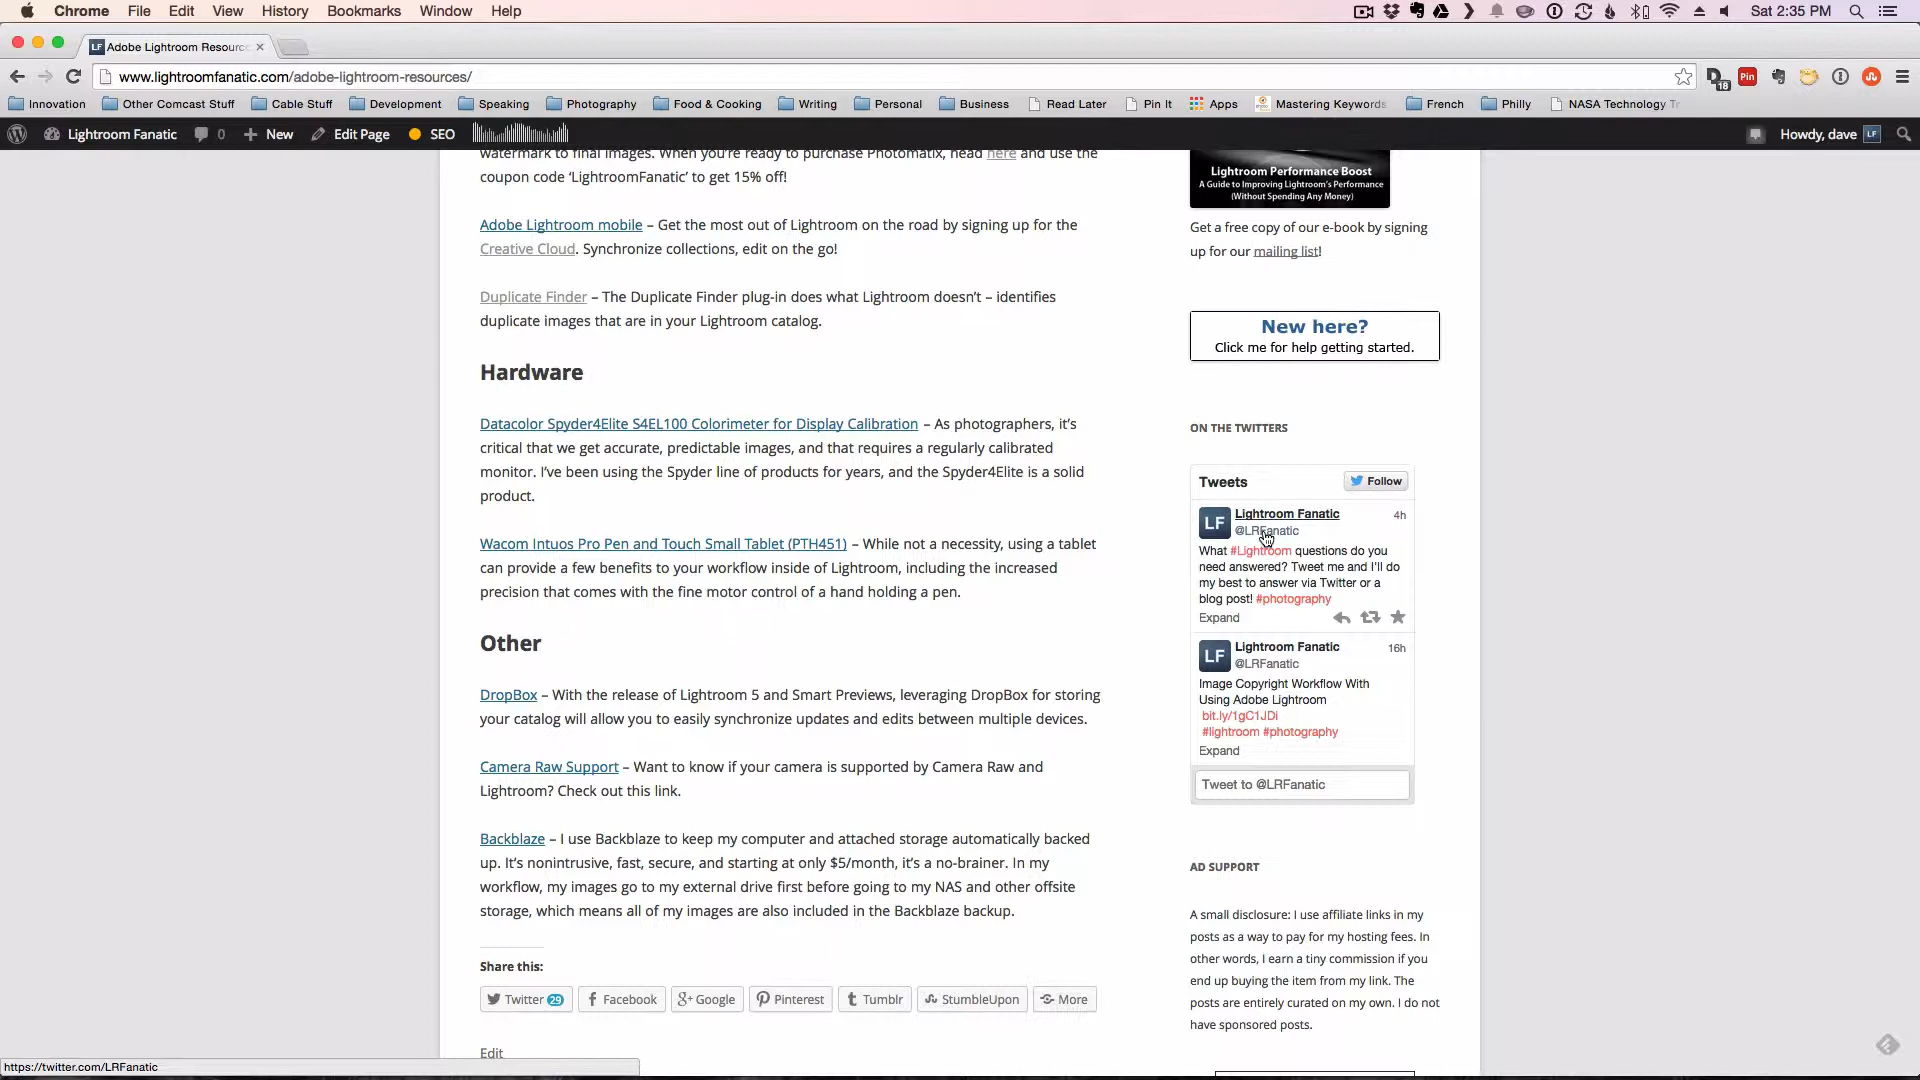 Chrome File Edit View History Bookmarks Window Help Sat 2:35 PM
LF Adobe Lightroom Resourc
www.lightroomfanatic.com/adobe-lightroom-resources/
18 Pin
Innovation Other Comcast Stuff Cable Stuff Development Speaking Photography Food & Cooking Writing Personal Business Read Later Pin It Apps Mastering Keywords French Philly NASA Technology Tr
Lightroom Fanatic 0 New Edit Page SEO Howdy, dave LF
watermark to final images. When you're ready to purchase Photomatix, head here and use the
coupon code 'LightroomFanatic' to get 15% off!
Adobe Lightroom mobile – Get the most out of Lightroom on the road by signing up for the
Creative Cloud. Synchronize collections, edit on the go!
Duplicate Finder – The Duplicate Finder plug-in does what Lightroom doesn't – identifies
duplicate images that are in your Lightroom catalog.
Hardware
Datacolor Spyder4Elite S4EL100 Colorimeter for Display Calibration – As photographers, it's
critical that we get accurate, predictable images, and that requires a regularly calibrated
monitor. I've been using the Spyder line of products for years, and the Spyder4Elite is a solid
product.
Wacom Intuos Pro Pen and Touch Small Tablet (PTH451) – While not a necessity, using a tablet
can provide a few benefits to your workflow inside of Lightroom, including the increased
precision that comes with the fine motor control of a hand holding a pen.
Other
DropBox – With the release of Lightroom 5 and Smart Previews, leveraging DropBox for storing
your catalog will allow you to easily synchronize updates and edits between multiple devices.
Camera Raw Support – Want to know if your camera is supported by Camera Raw and
Lightroom? Check out this link.
Backblaze – I use Backblaze to keep my computer and attached storage automatically backed
up. It's nonintrusive, fast, secure, and starting at only $5/month, it's a no-brainer. In my
workflow, my images go to my external drive first before going to my NAS and other offsite
storage, which means all of my images are also included in the Backblaze backup.
Share this:
Twitter 29 Facebook Google Pinterest Tumblr StumbleUpon More
Edit
https://twitter.com/LRFanatic
Lightroom Performance Boost
A Guide to Improving Lightroom's Performance
(Without Spending Any Money)
Get a free copy of our e-book by signing
up for our mailing list!
New here?
Click me for help getting started.
ON THE TWITTERS
Tweets Follow
LF Lightroom Fanatic 4h
@LRFanatic
What #Lightroom questions do you
need answered? Tweet me and I'll do
my best to answer via Twitter or a
blog post! #photography
Expand
LF Lightroom Fanatic 16h
@LRFanatic
Image Copyright Workflow With
Using Adobe Lightroom
bit.ly/1gC1JDi
#lightroom #photography
Expand
Tweet to @LRFanatic
AD SUPPORT
A small disclosure: I use affiliate links in my
posts as a way to pay for my hosting fees. In
other words, I earn a tiny commission if you
end up buying the item from my link. The
posts are entirely curated on my own. I do not
have sponsored posts.